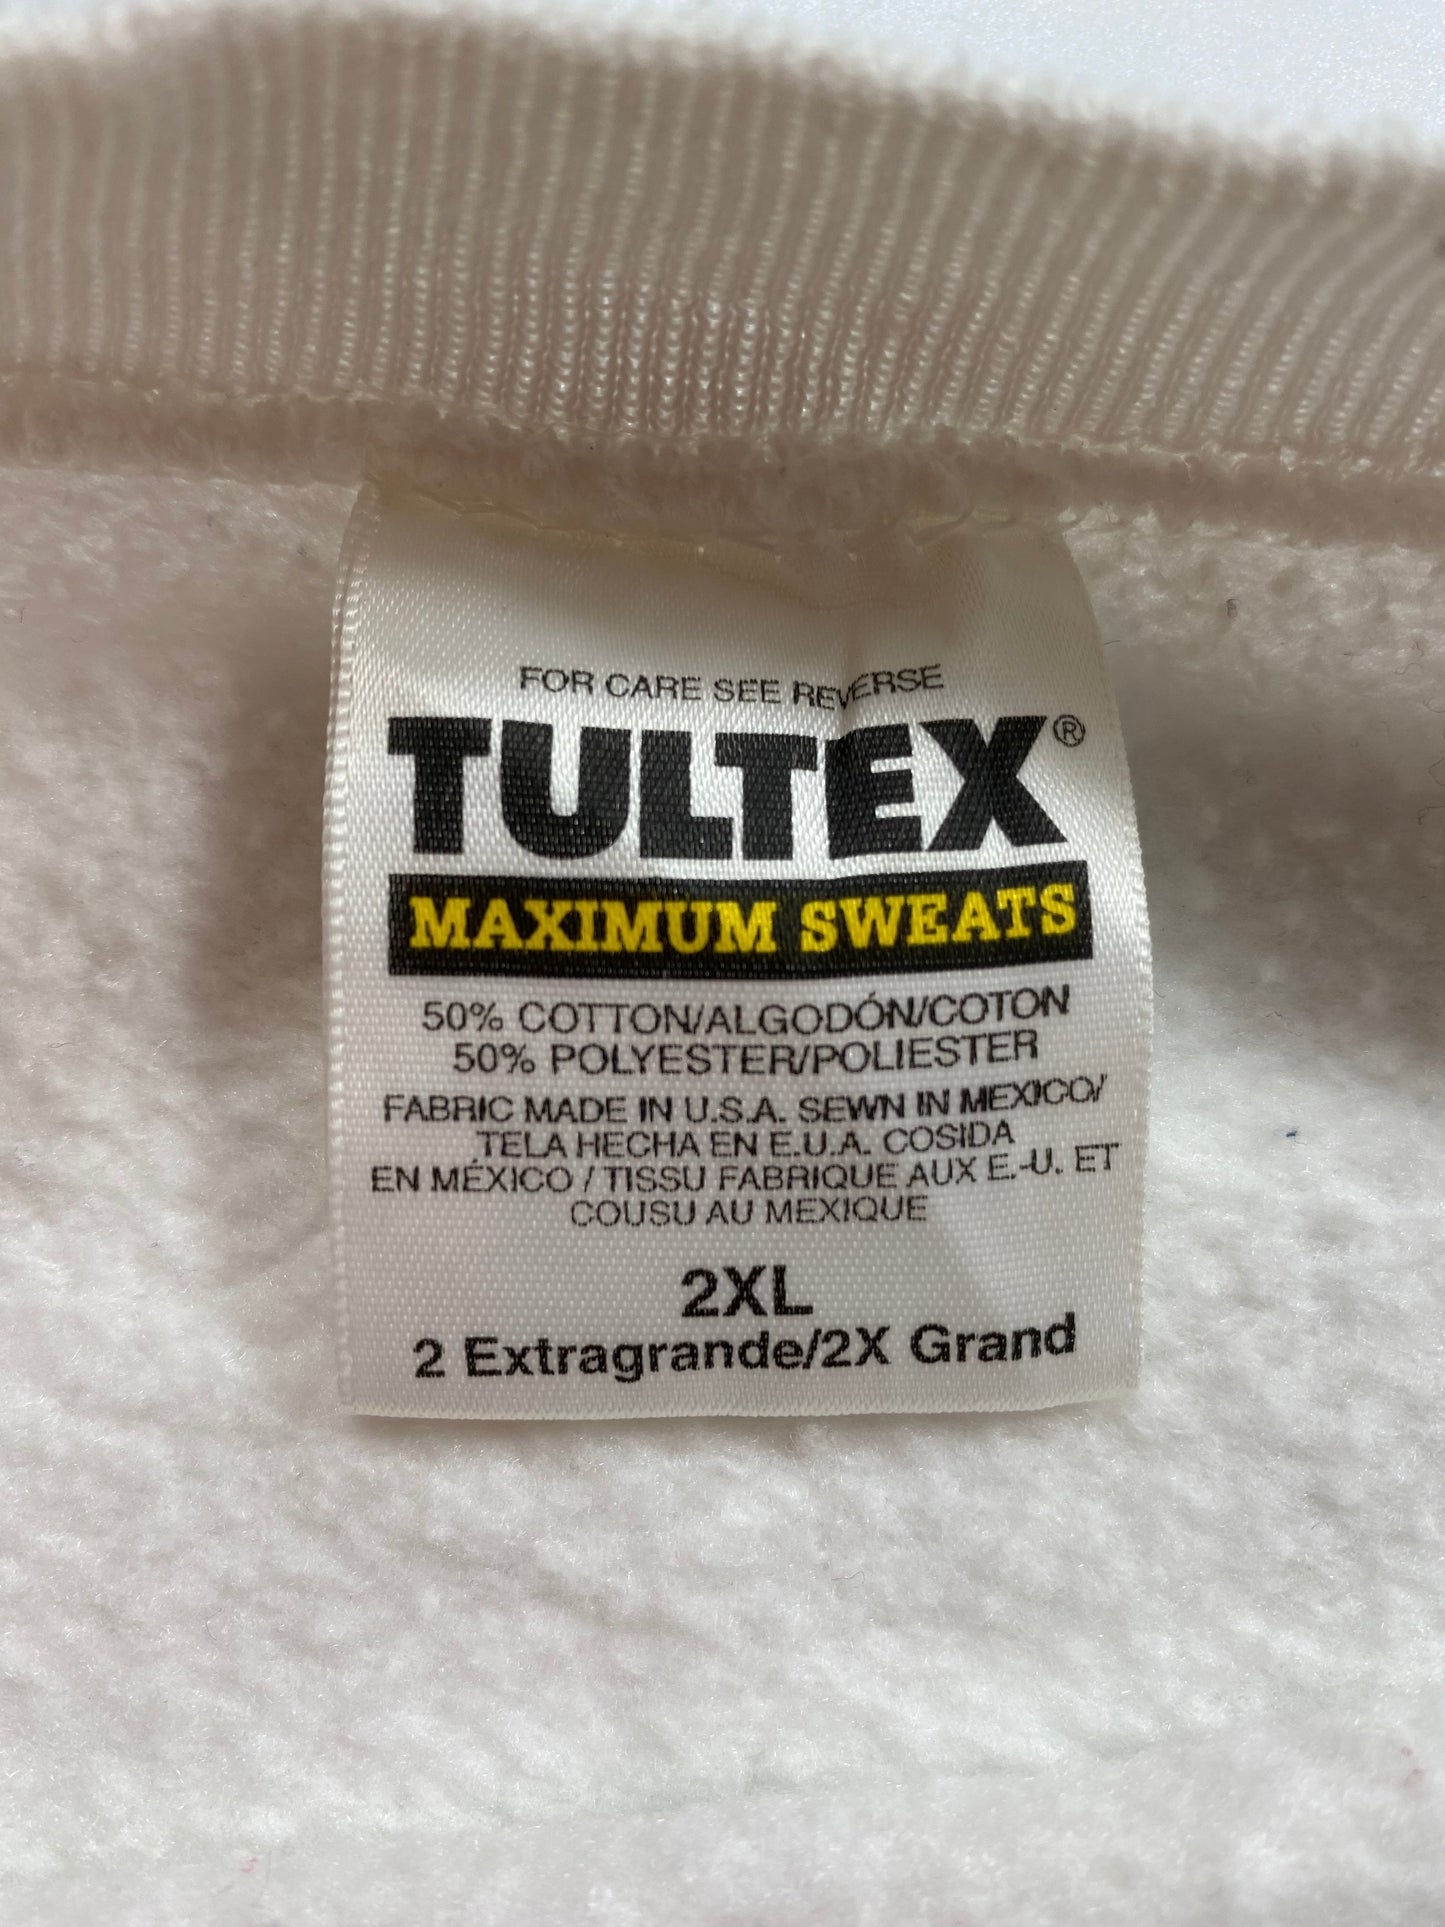 FOR CARE SEE REVERSE
TULTEX®
MAXIMUM SWEATS
50% COTTON/ALGODÓN/COTON
50% POLYESTER/POLIESTER
FABRIC MADE IN U.S.A. SEWN IN MEXICO/
TELA HECHA EN E.U.A. COSIDA
EN MÉXICO / TISSU FABRIQUE AUX E.-U. ET
COUSU AU MEXIQUE
2XL
2 Extragrande/2X Grand